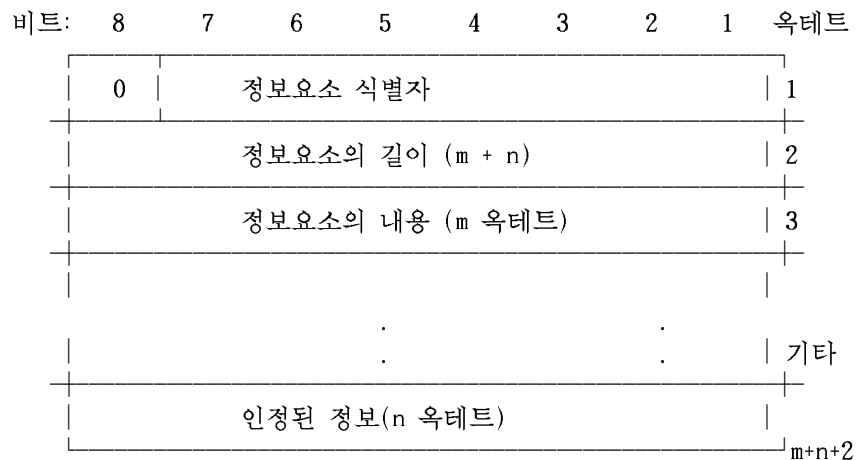 비트: 8 7 6 5 4 3 2 1 옥테트
0 정보요소 식별자 1
정보요소의 길이 (m + n) 2
정보요소의 내용 (m 옥테트) 3
. .
. . 기타
인정된 정보(n 옥테트)
m+n+2